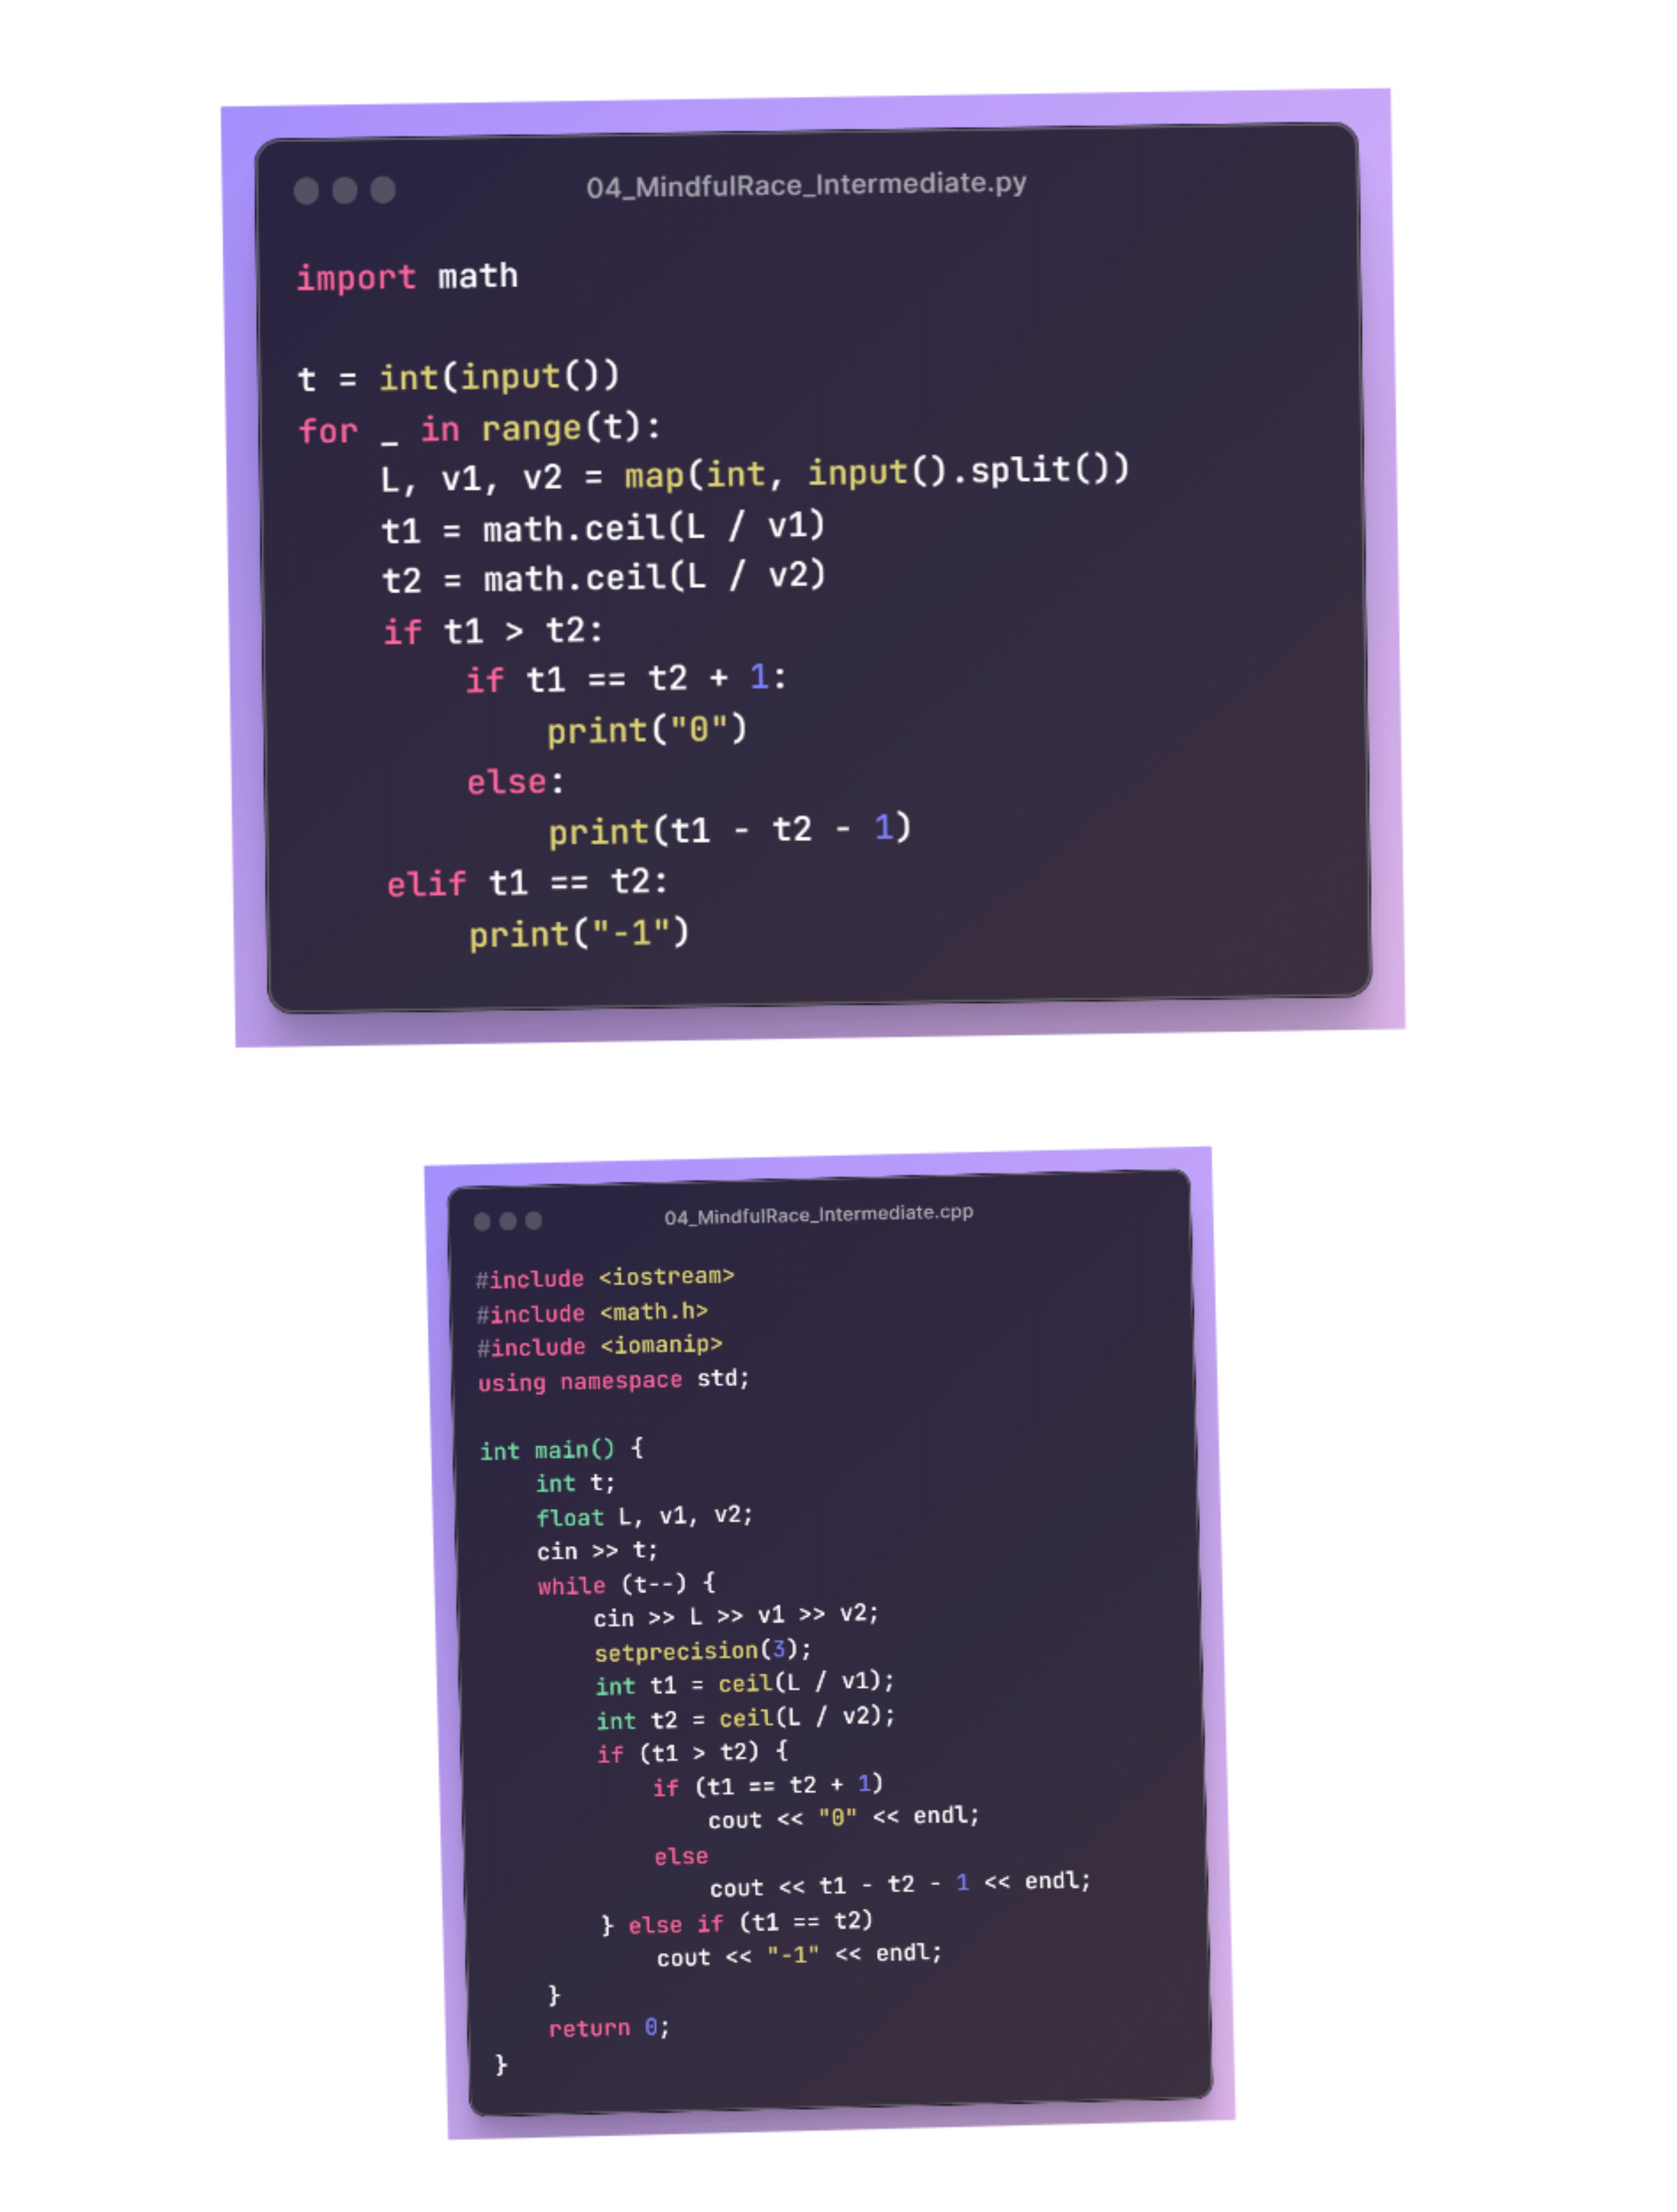 04_MindfulRace_Intermediate.py
import math
t = int(input())
for _ in range(t):
    L, v1, v2 = map(int, input().split())
    t1 = math.ceil(L / v1)
    t2 = math.ceil(L / v2)
    if t1 > t2:
        if t1 == t2 + 1:
            print("0")
        else:
            print(t1 - t2 - 1)
    elif t1 == t2:
        print("-1")
04_MindfulRace_Intermediate.cpp
#include <iostream>
#include <math.h>
#include <iomanip>
using namespace std;
int main() {
    int t;
    float L, v1, v2;
    cin >> t;
    while (t--) {
        cin >> L >> v1 >> v2;
        setprecision(3);
        int t1 = ceil(L / v1);
        int t2 = ceil(L / v2);
        if (t1 > t2) {
            if (t1 == t2 + 1)
                cout << "0" << endl;
            else
                cout << t1 - t2 - 1 << endl;
        } else if (t1 == t2)
            cout << "-1" << endl;
    }
    return 0;
}